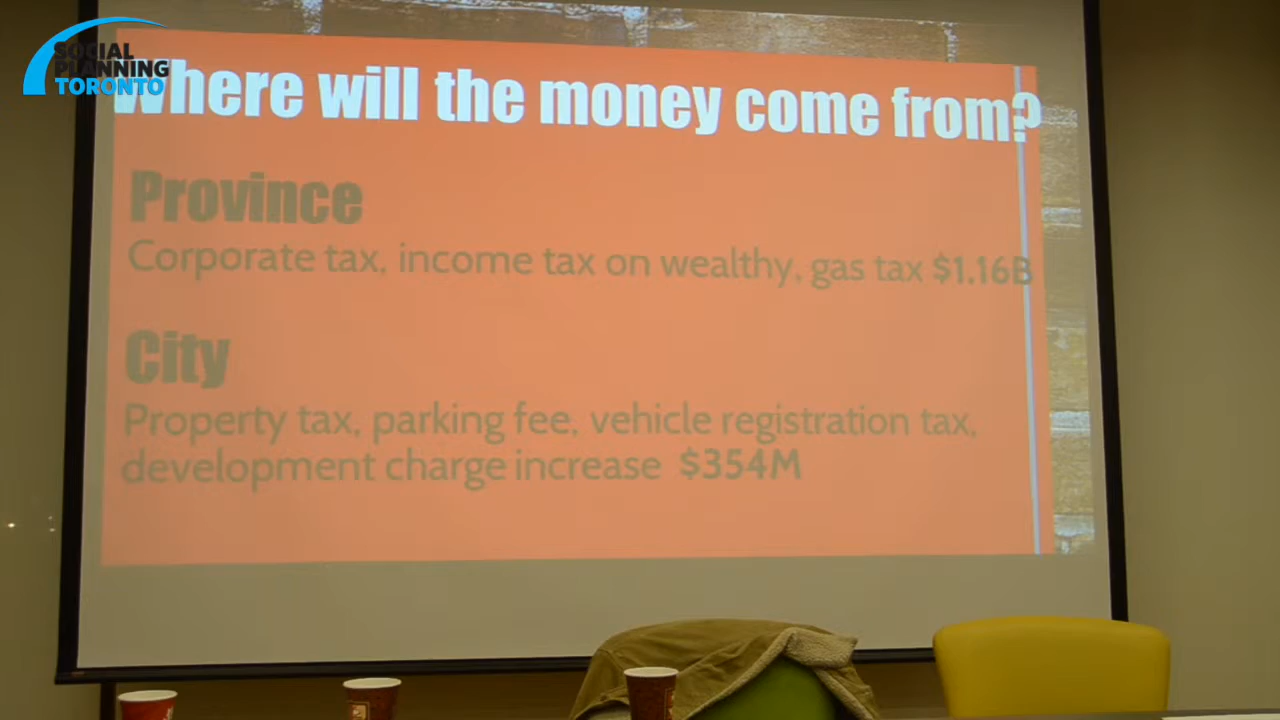 SOCIAL
PLANNING
TORONTO
Where will the money come from?
Province
Corporate tax, income tax on wealthy, gas tax $1.16B
City
Property tax, parking fee, vehicle registration tax,
development charge increase $354M